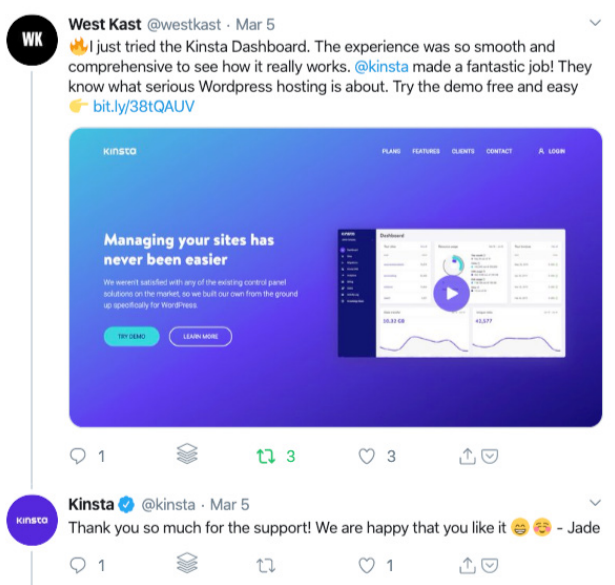 WK
West Kast @westkast · Mar 5
🔥I just tried the Kinsta Dashboard. The experience was so smooth and
comprehensive to see how it really works. @kinsta made a fantastic job! They
know what serious Wordpress hosting is about. Try the demo free and easy
👉 bit.ly/38tQAUV
KINSTA
PLANS FEATURES CLIENTS CONTACT LOGIN
Managing your sites has
never been easier
We weren't satisfied with any of the existing control panel
solutions on the market, so we built our own from the ground
up specifically for WordPress.
TRY DEMO LEARN MORE
Dashboard
10.33 GB
42,577
1 3 3
KINSTA
Kinsta @kinsta · Mar 5
Thank you so much for the support! We are happy that you like it 😁 ☺️ - Jade
1 1